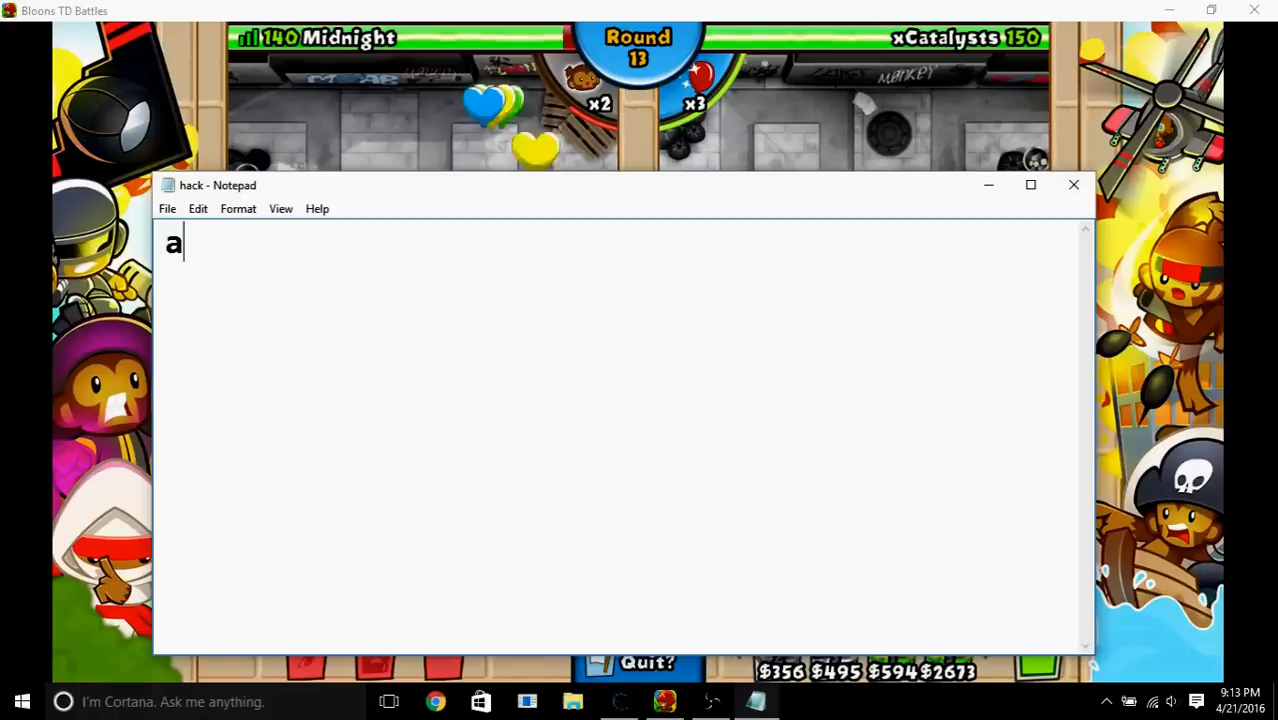 Bloons TD Battles
140 Midnight
Round
13
xCatalysts 150
x2
x3
hack - Notepad
File Edit Format View Help
a
Quit?
$356 $495 $594 $2673
I'm Cortana. Ask me anything.
9:13 PM
4/21/2016